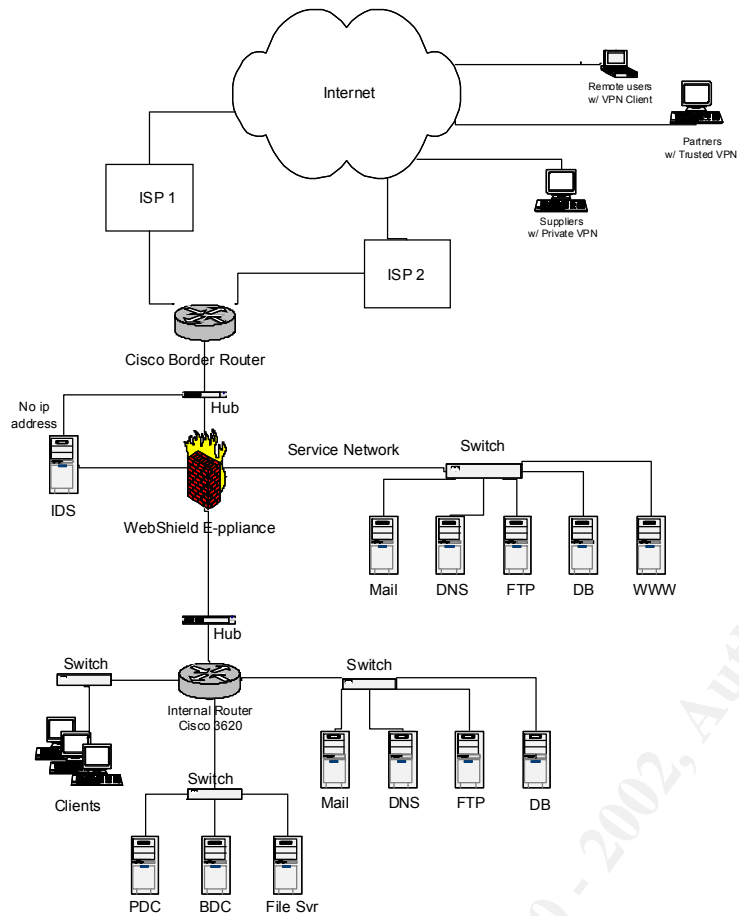 Internet
Remote users
w/ VPN Client
Partners
w/ Trusted VPN
Suppliers
w/ Private VPN
ISP 1
ISP 2
Cisco Border Router
No ip
address
Hub
IDS
WebShield E-ppliance
Service Network
Switch
Mail
DNS
FTP
DB
WWW
Hub
Switch
Internal Router
Cisco 3620
Switch
Clients
Switch
Mail
DNS
FTP
DB
PDC
BDC
File Svr
- 2002,